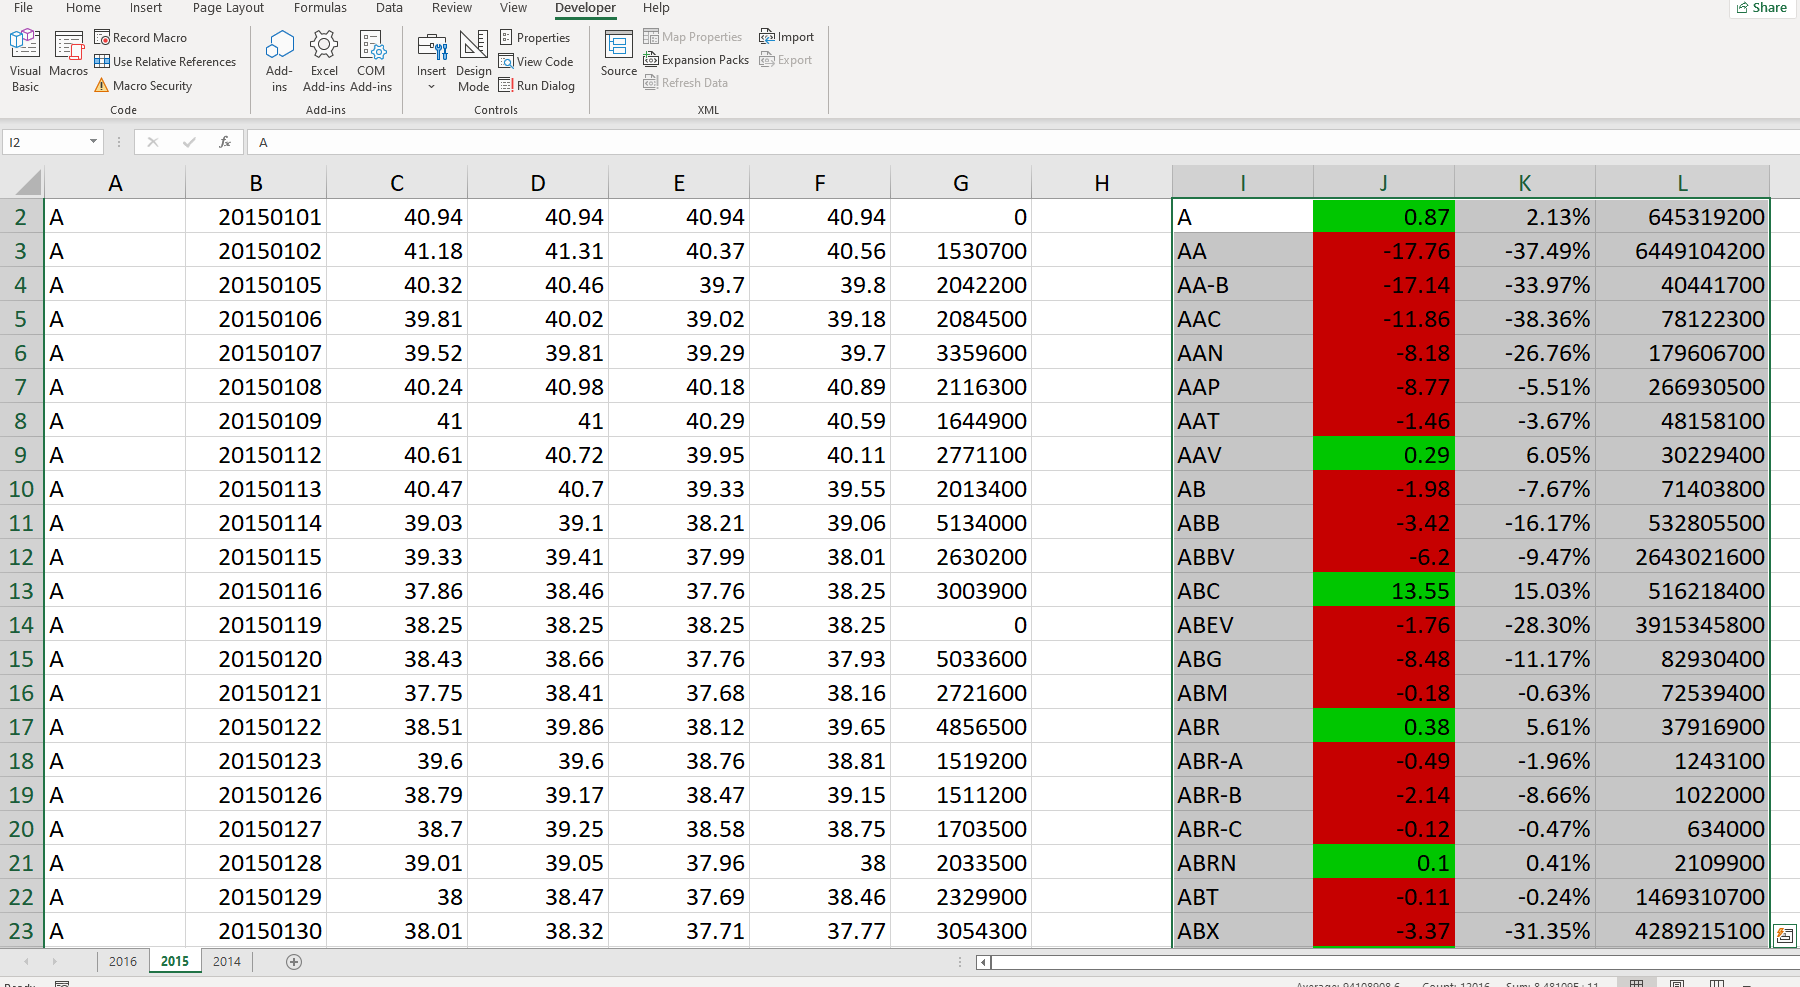 File Home Insert Page Layout Formulas Data Review View Developer Help Share
Visual Basic Macros Record Macro Use Relative References Macro Security Code
Add-ins Excel Add-ins COM Add-ins Add-ins
Insert Design Mode Properties View Code Run Dialog Controls
Source Map Properties Expansion Packs Refresh Data Import Export XML
I2 fx A
A B C D E F G H I J K L
2 A 20150101 40.94 40.94 40.94 40.94 0 A 0.87 2.13% 645319200
3 A 20150102 41.18 41.31 40.37 40.56 1530700 AA -17.76 -37.49% 6449104200
4 A 20150105 40.32 40.46 39.7 39.8 2042200 AA-B -17.14 -33.97% 40441700
5 A 20150106 39.81 40.02 39.02 39.18 2084500 AAC -11.86 -38.36% 78122300
6 A 20150107 39.52 39.81 39.29 39.7 3359600 AAN -8.18 -26.76% 179606700
7 A 20150108 40.24 40.98 40.18 40.89 2116300 AAP -8.77 -5.51% 266930500
8 A 20150109 41 41 40.29 40.59 1644900 AAT -1.46 -3.67% 48158100
9 A 20150112 40.61 40.72 39.95 40.11 2771100 AAV 0.29 6.05% 30229400
10 A 20150113 40.47 40.7 39.33 39.55 2013400 AB -1.98 -7.67% 71403800
11 A 20150114 39.03 39.1 38.21 39.06 5134000 ABB -3.42 -16.17% 532805500
12 A 20150115 39.33 39.41 37.99 38.01 2630200 ABBV -6.2 -9.47% 2643021600
13 A 20150116 37.86 38.46 37.76 38.25 3003900 ABC 13.55 15.03% 516218400
14 A 20150119 38.25 38.25 38.25 38.25 0 ABEV -1.76 -28.30% 3915345800
15 A 20150120 38.43 38.66 37.76 37.93 5033600 ABG -8.48 -11.17% 82930400
16 A 20150121 37.75 38.41 37.68 38.16 2721600 ABM -0.18 -0.63% 72539400
17 A 20150122 38.51 39.86 38.12 39.65 4856500 ABR 0.38 5.61% 37916900
18 A 20150123 39.6 39.6 38.76 38.81 1519200 ABR-A -0.49 -1.96% 1243100
19 A 20150126 38.79 39.17 38.47 39.15 1511200 ABR-B -2.14 -8.66% 1022000
20 A 20150127 38.7 39.25 38.58 38.75 1703500 ABR-C -0.12 -0.47% 634000
21 A 20150128 39.01 39.05 37.96 38 2033500 ABRN 0.1 0.41% 2109900
22 A 20150129 38 38.47 37.69 38.46 2329900 ABT -0.11 -0.24% 1469310700
23 A 20150130 38.01 38.32 37.71 37.77 3054300 ABX -3.37 -31.35% 4289215100
2016 2015 2014